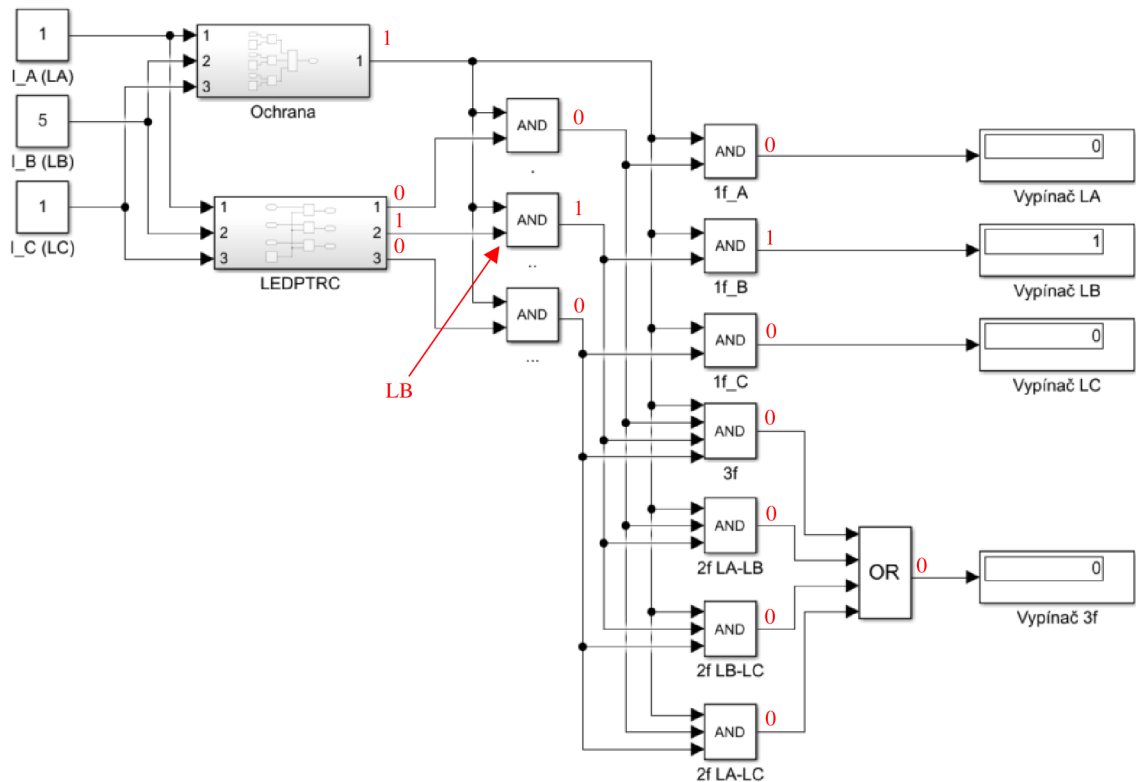 1
I_A (LA)
5
I_B (LB)
1
I_C (LC)
1
2
3
1
Ochrana
1
1
2
3
1
2
3
LEDPTRC
0
1
0
LB
AND
.
0
AND
..
1
AND
...
0
AND
1f_A
0
0
Vypínač LA
AND
1f_B
1
1
Vypínač LB
AND
1f_C
0
0
Vypínač LC
AND
3f
0
AND
2f LA-LB
0
AND
2f LB-LC
0
AND
2f LA-LC
0
OR
0
0
Vypínač 3f